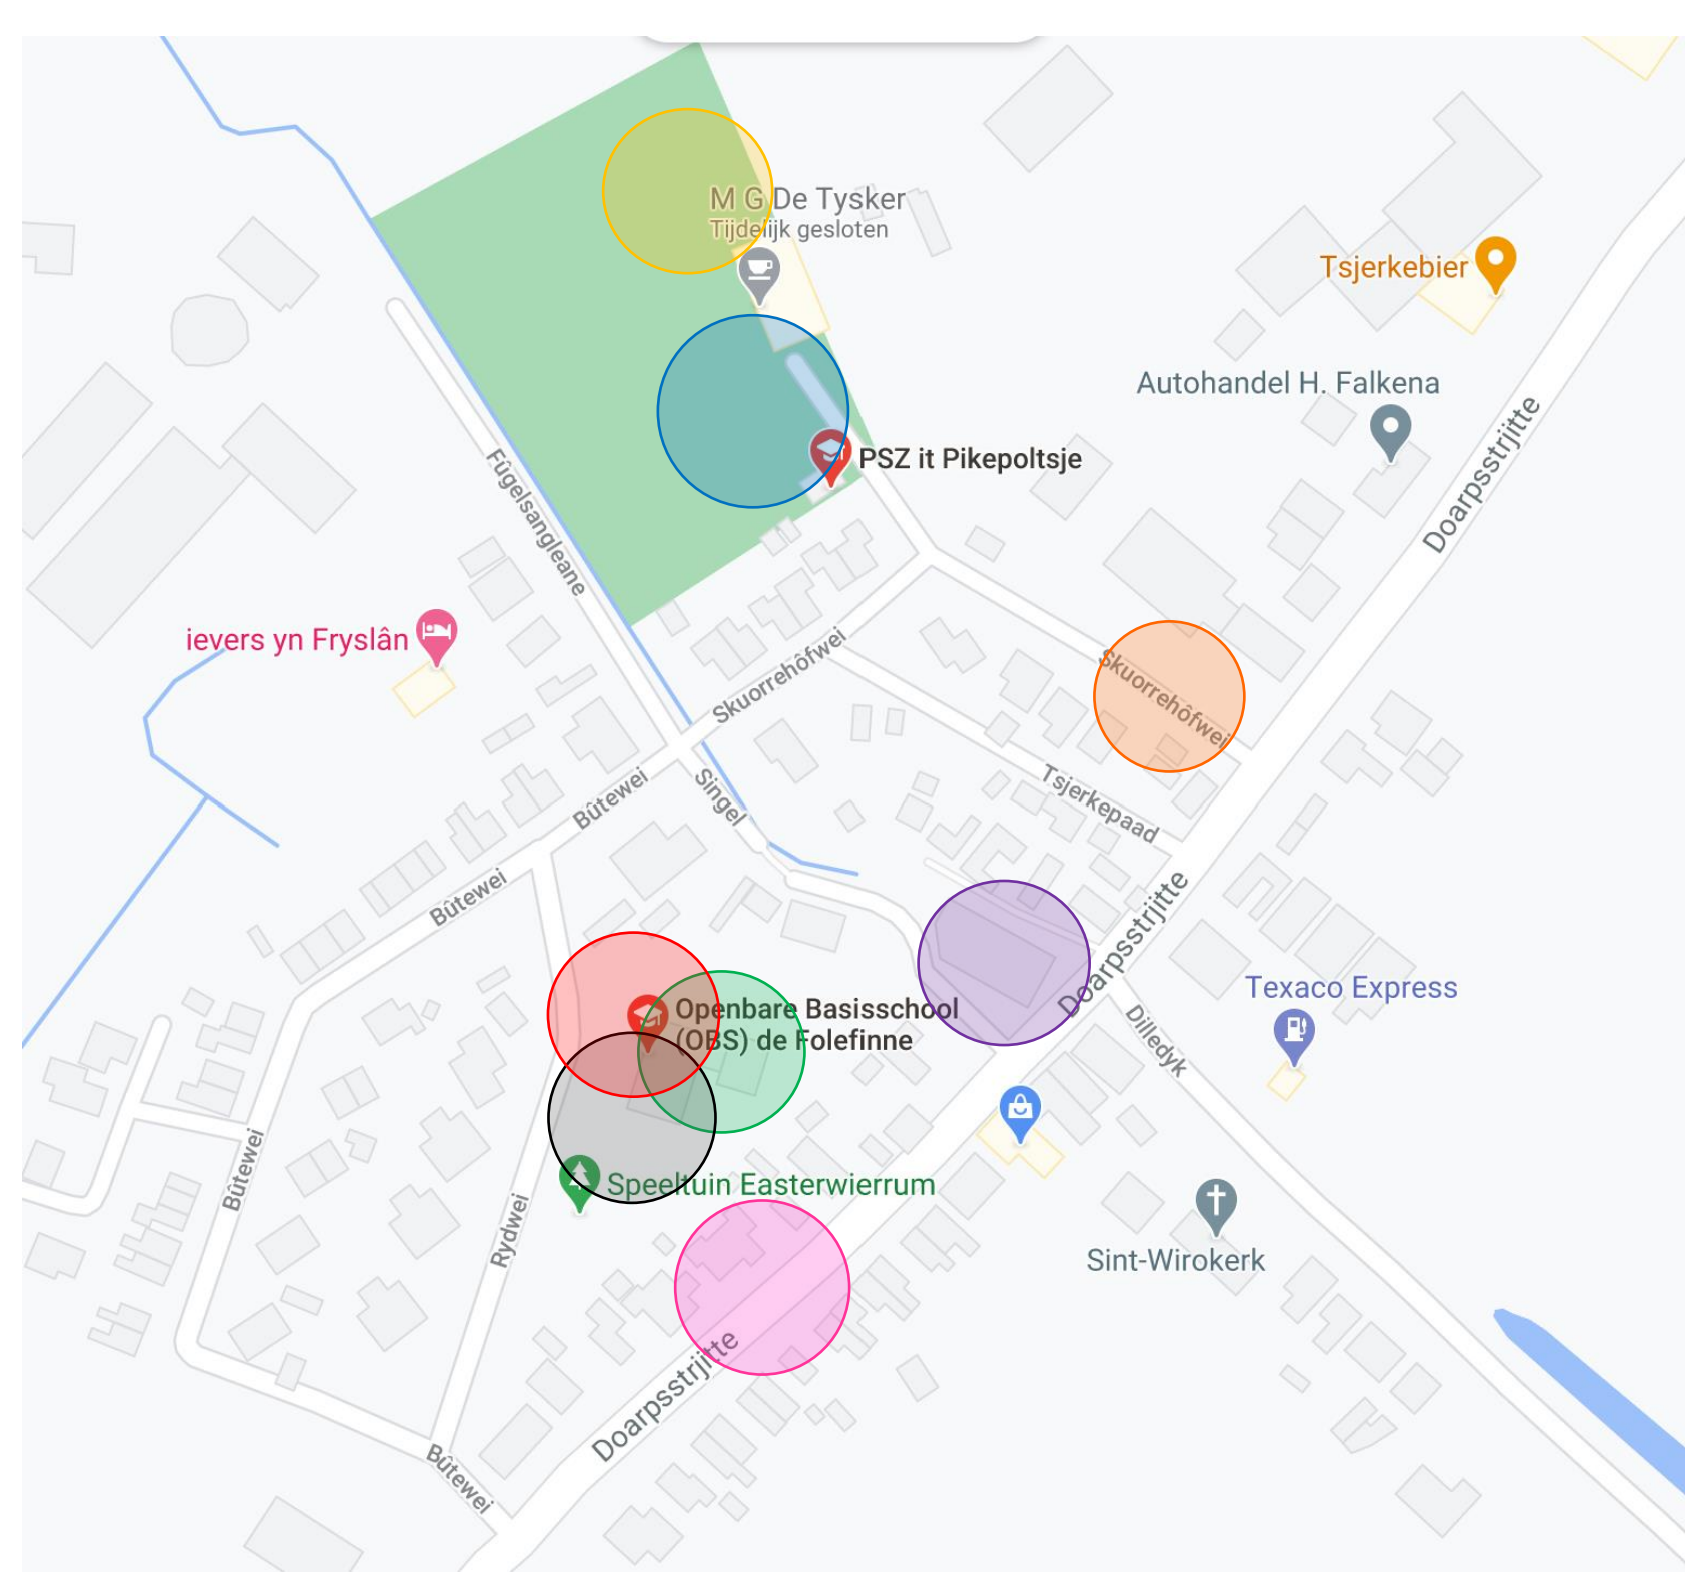 M G De Tysker
Tijdelijk gesloten
Tsjerkebier
Autohandel H. Falkena
PSZ it Pikepoltsje
Doarpsstrjitte
Fûgelsangleane
ievers yn Fryslân
Skuorrehôfwei
Skuorrehôfwei
Bûtewei
Singel
Tsjerkepaad
Bûtewei
Doarpsstrjitte
Texaco Express
Openbare Basisschool
(OBS) de Folefinne
Dilledyk
Bûtewei
Speeltuin Easterwierrum
Rydwei
Sint-Wirokerk
Doarpsstrjitte
Bûtewei